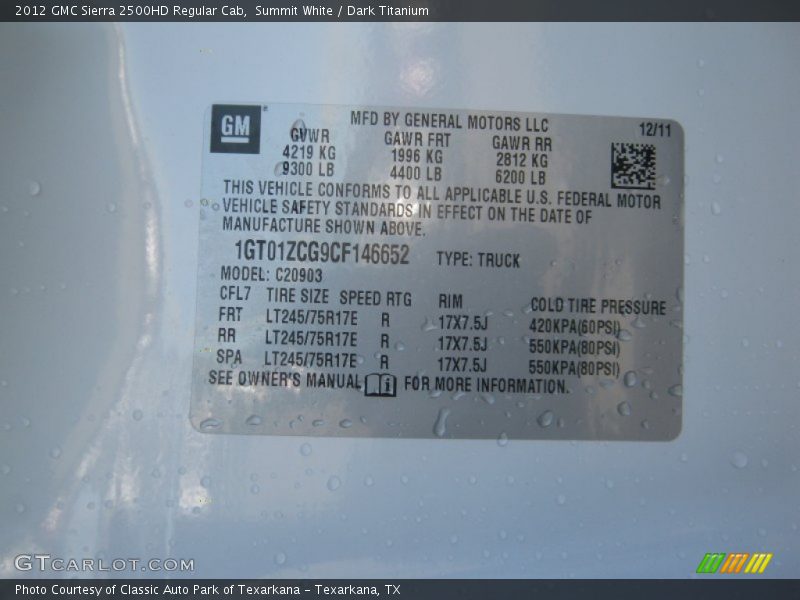 2012 GMC Sierra 2500HD Regular Cab,  Summit White / Dark Titanium
GM
®
MFD BY GENERAL MOTORS LLC
12/11
GVWR GAWR FRT GAWR RR
4219 KG 1996 KG 2812 KG
9300 LB 4400 LB 6200 LB
THIS VEHICLE CONFORMS TO ALL APPLICABLE U.S. FEDERAL MOTOR
VEHICLE SAFETY STANDARDS IN EFFECT ON THE DATE OF
MANUFACTURE SHOWN ABOVE.
1GT01ZCG9CF146652 TYPE: TRUCK
MODEL: C20903
CFL7 TIRE SIZE SPEED RTG RIM COLD TIRE PRESSURE
FRT LT245/75R17E R 17X7.5J 420KPA(60PSI)
RR LT245/75R17E R 17X7.5J 550KPA(80PSI)
SPA LT245/75R17E R 17X7.5J 550KPA(80PSI)
SEE OWNER'S MANUAL i FOR MORE INFORMATION.
GTCARLOT.COM
Photo Courtesy of Classic Auto Park of Texarkana – Texarkana, TX